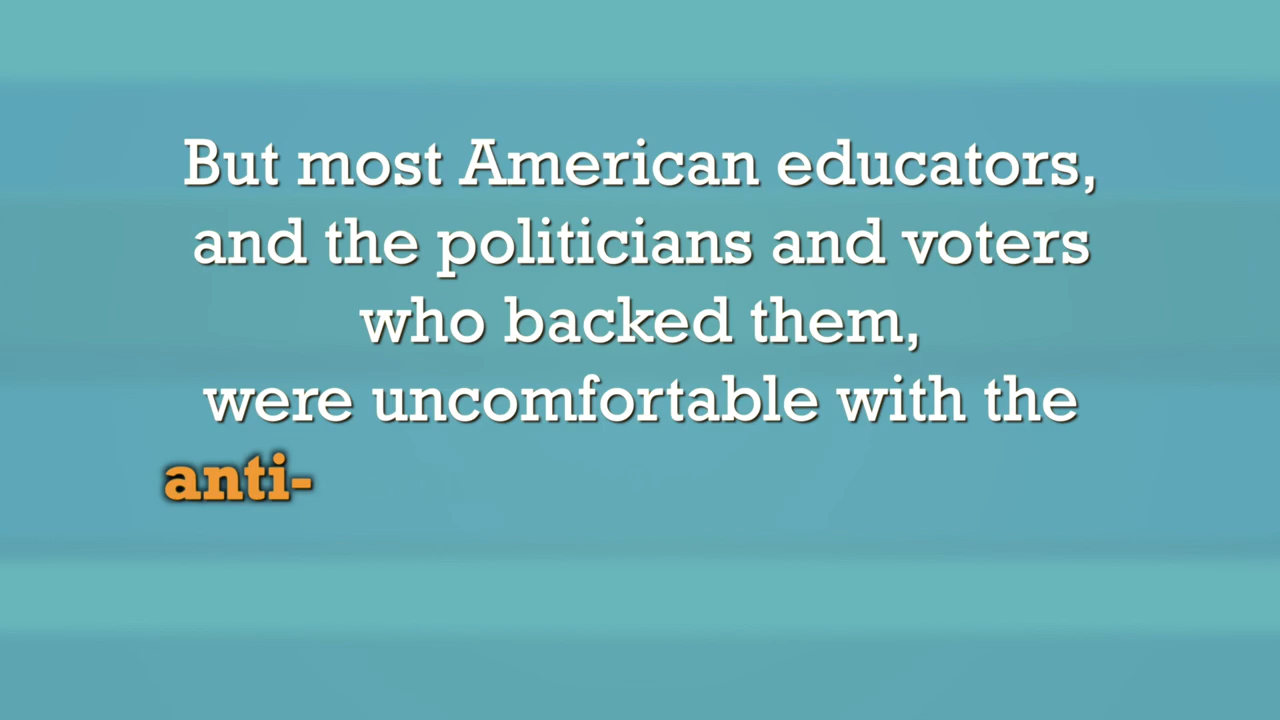 But most American educators,
and the politicians and voters
who backed them,
were uncomfortable with the
anti-